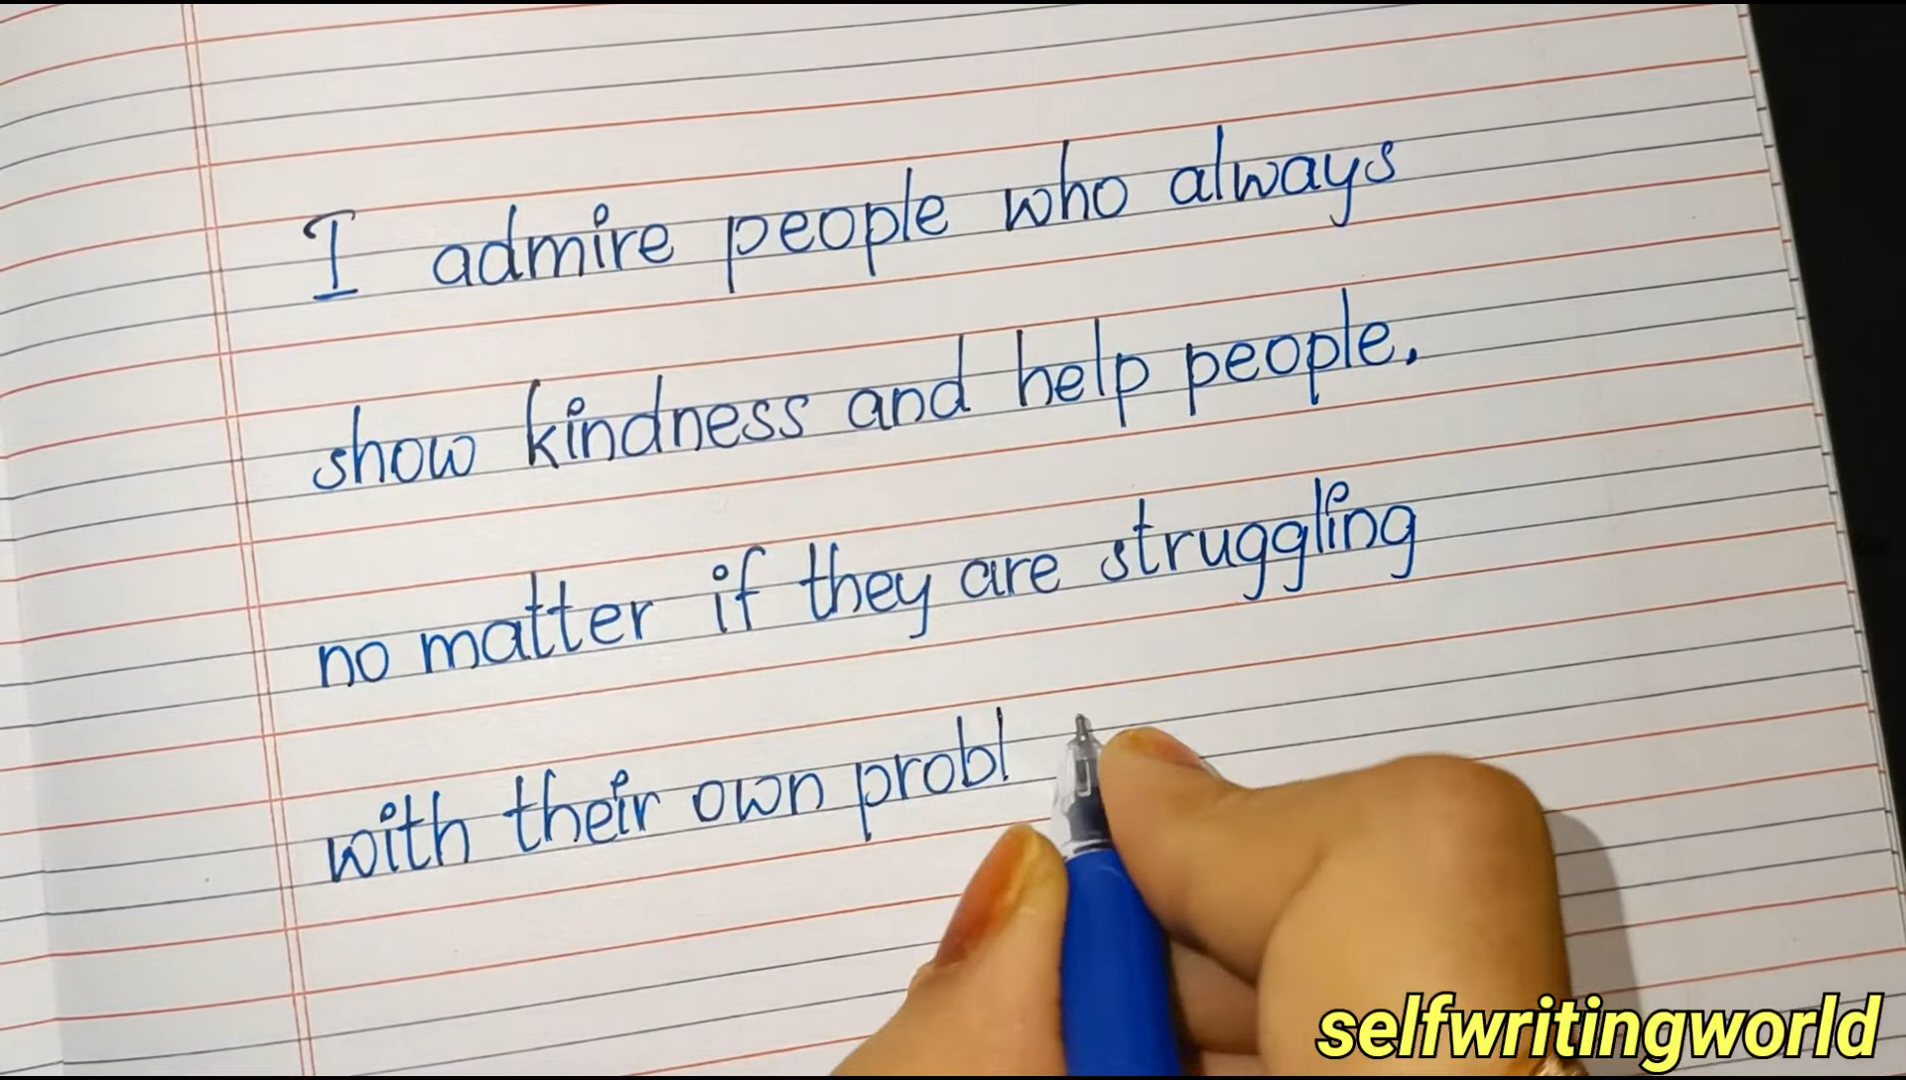 I admire people who always
show kindness and help people.
no matter if they are struggling
with their own probl
selfwritingworld